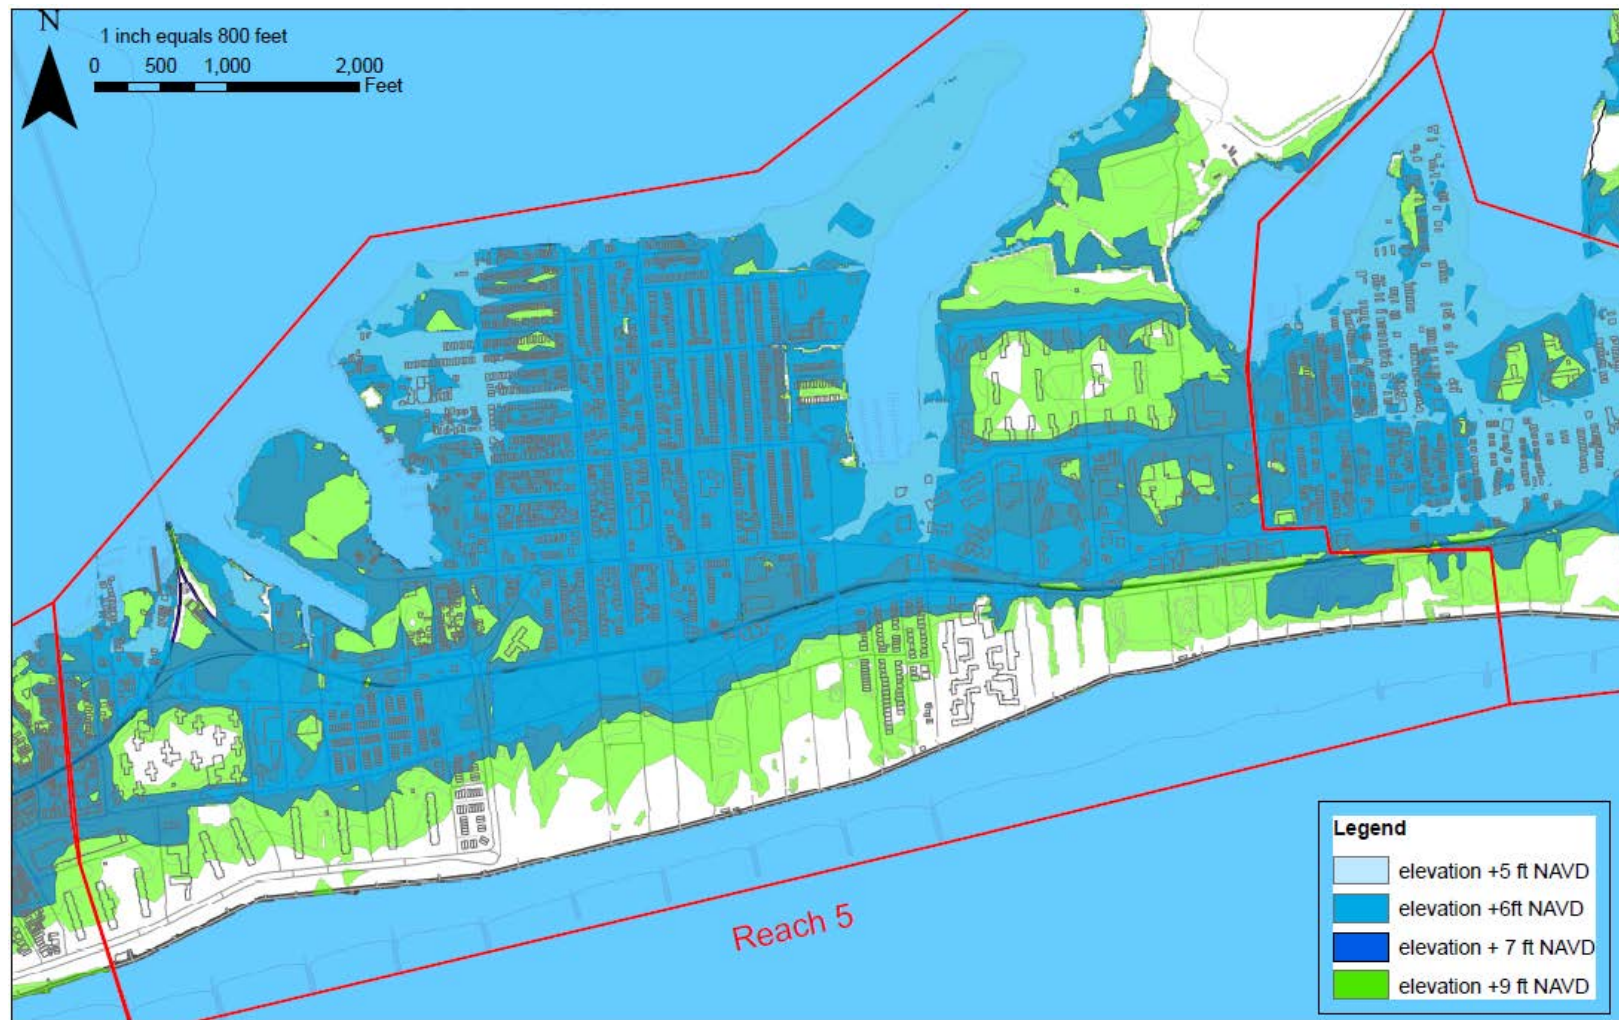 N
1 inch equals 800 feet
0 500 1,000 2,000
Feet
Reach 5
Legend
elevation +5 ft NAVD
elevation +6ft NAVD
elevation + 7 ft NAVD
elevation +9 ft NAVD